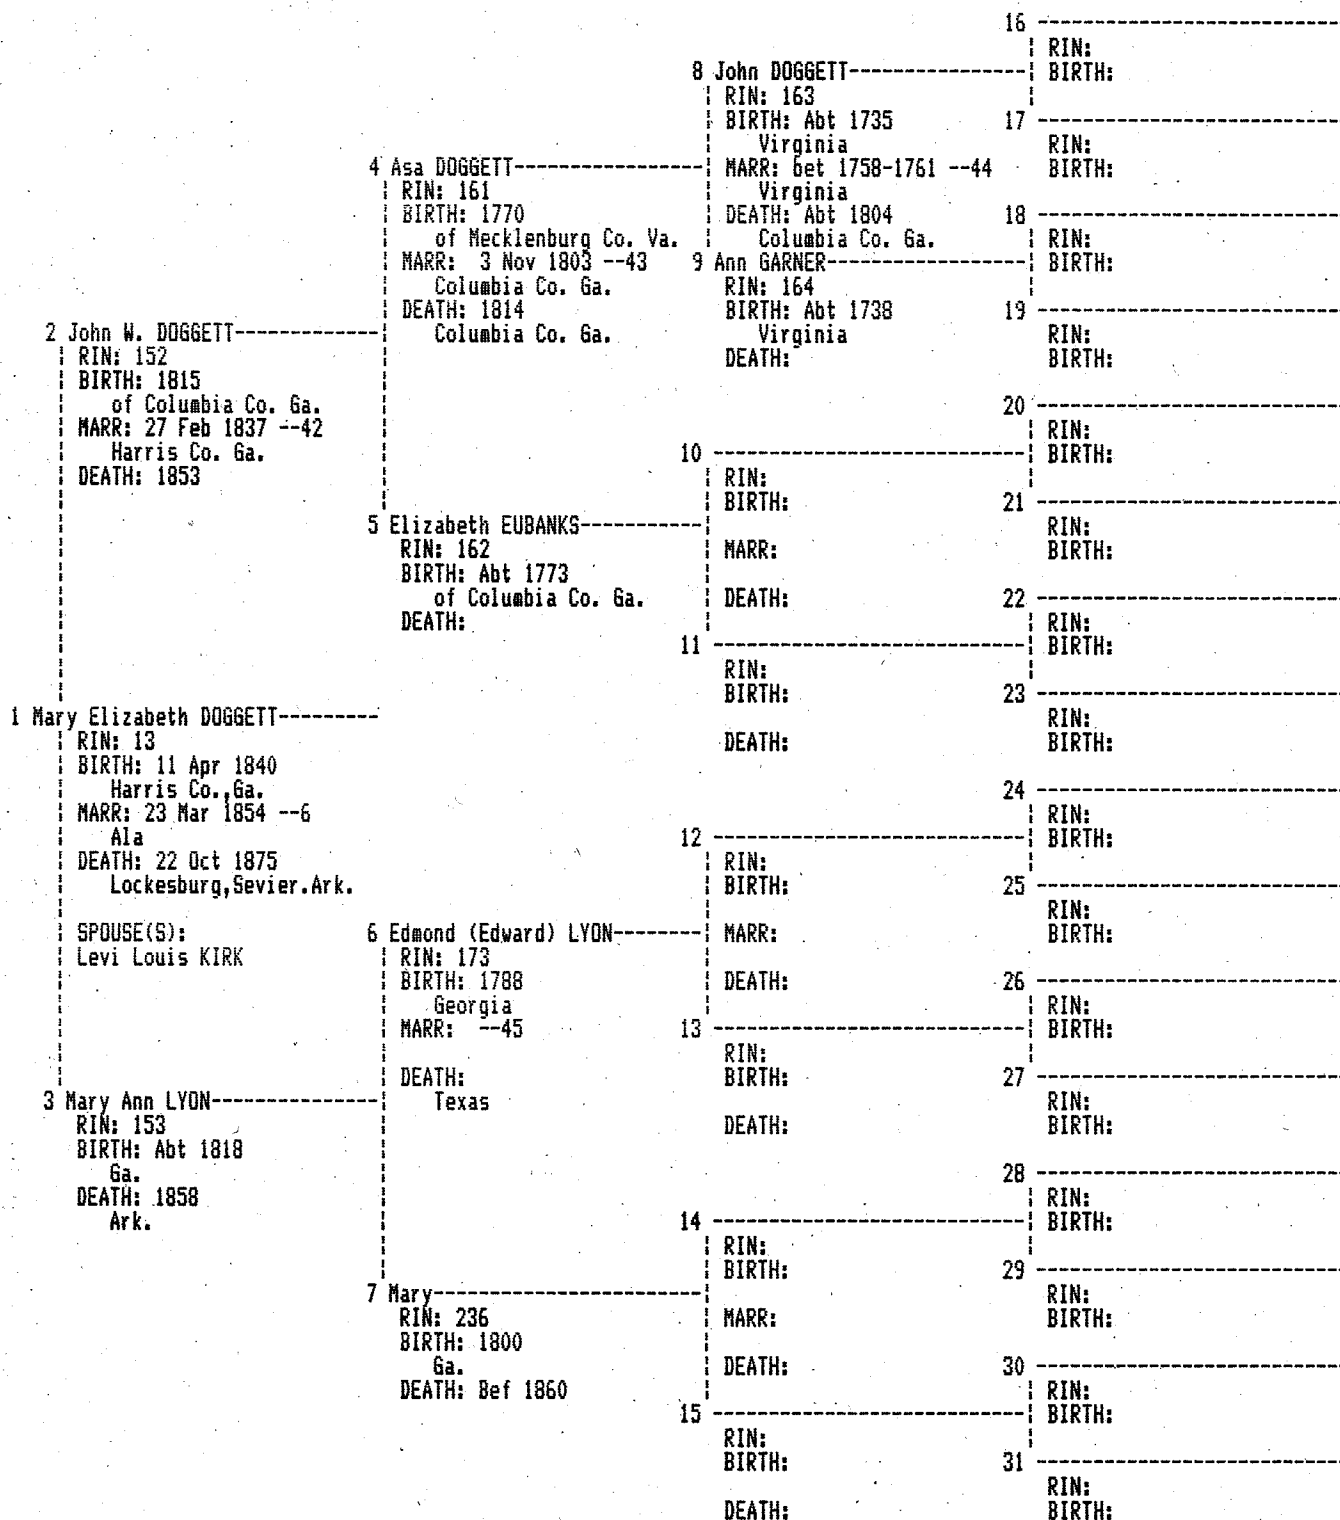 1 Mary Elizabeth DOGGETT
RIN: 13
BIRTH: 11 Apr 1840
Harris Co.,Ga.
MARR: 23 Mar 1854 --6
Ala
DEATH: 22 Oct 1875
Lockesburg,Sevier.Ark.
SPOUSE(S):
Levi Louis KIRK
2 John W. DOGGETT
RIN: 152
BIRTH: 1815
of Columbia Co. Ga.
MARR: 27 Feb 1837 --42
Harris Co. Ga.
DEATH: 1853
3 Mary Ann LYON
RIN: 153
BIRTH: Abt 1818
Ga.
DEATH: 1858
Ark.
4 Asa DOGGETT
RIN: 161
BIRTH: 1770
of Mecklenburg Co. Va.
MARR: 3 Nov 1803 --43
Columbia Co. Ga.
DEATH: 1814
Columbia Co. Ga.
5 Elizabeth EUBANKS
RIN: 162
BIRTH: Abt 1773
of Columbia Co. Ga.
DEATH:
6 Edmond (Edward) LYON
RIN: 173
BIRTH: 1788
Georgia
MARR: --45
DEATH:
Texas
7 Mary
RIN: 236
BIRTH: 1800
Ga.
DEATH: Bef 1860
8 John DOGGETT
RIN: 163
BIRTH: Abt 1735
Virginia
MARR: bet 1758-1761 --44
Virginia
DEATH: Abt 1804
Columbia Co. Ga.
9 Ann GARNER
RIN: 164
BIRTH: Abt 1738
Virginia
DEATH:
10
RIN:
BIRTH:
MARR:
DEATH:
11
RIN:
BIRTH:
DEATH:
12
RIN:
BIRTH:
MARR:
DEATH:
13
RIN:
BIRTH:
DEATH:
14
RIN:
BIRTH:
MARR:
DEATH:
15
RIN:
BIRTH:
DEATH:
16
RIN:
BIRTH:
17
RIN:
BIRTH:
18
RIN:
BIRTH:
19
RIN:
BIRTH:
20
RIN:
BIRTH:
21
RIN:
BIRTH:
22
RIN:
BIRTH:
23
RIN:
BIRTH:
24
RIN:
BIRTH:
25
RIN:
BIRTH:
26
RIN:
BIRTH:
27
RIN:
BIRTH:
28
RIN:
BIRTH:
29
RIN:
BIRTH:
30
RIN:
BIRTH:
31
RIN:
BIRTH: